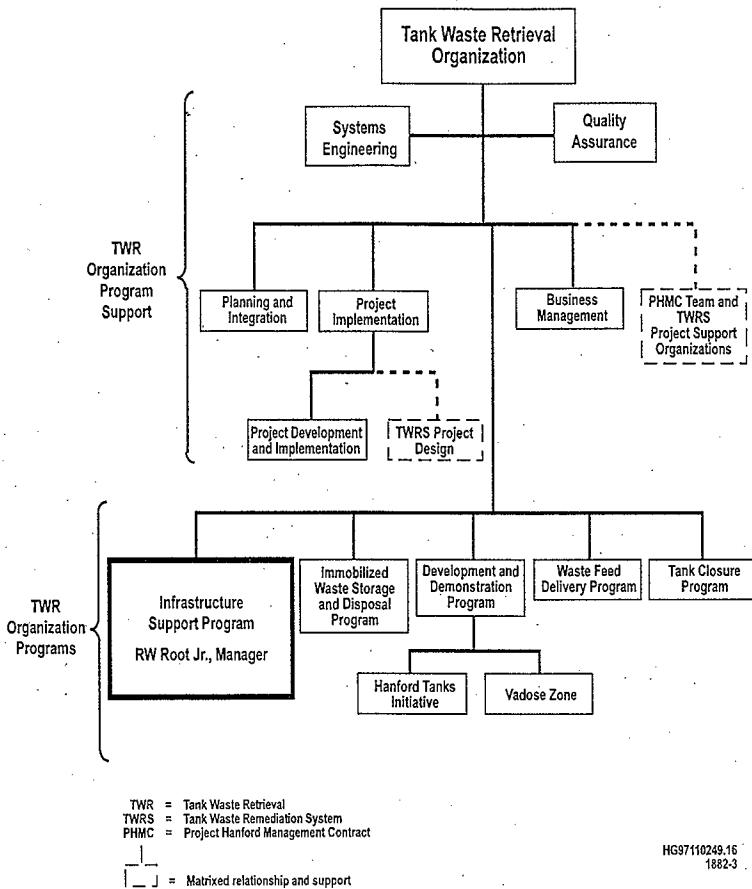 Tank Waste Retrieval
Organization
Systems
Engineering
Quality
Assurance
TWR
Organization
Program
Support
Planning and
Integration
Project
Implementation
Business
Management
PHMC Team and
TWRS
Project Support
Organizations
Project Development
and Implementation
TWRS Project
Design
TWR
Organization
Programs
Infrastructure
Support Program
RW Root Jr., Manager
Immobilized
Waste Storage
and Disposal
Program
Development and
Demonstration
Program
Waste Feed
Delivery Program
Tank Closure
Program
Hanford Tanks
Initiative
Vadose Zone
TWR = Tank Waste Retrieval
TWRS = Tank Waste Remediation System
PHMC = Project Hanford Management Contract
= Matrixed relationship and support
HG97110249.16
1882-3